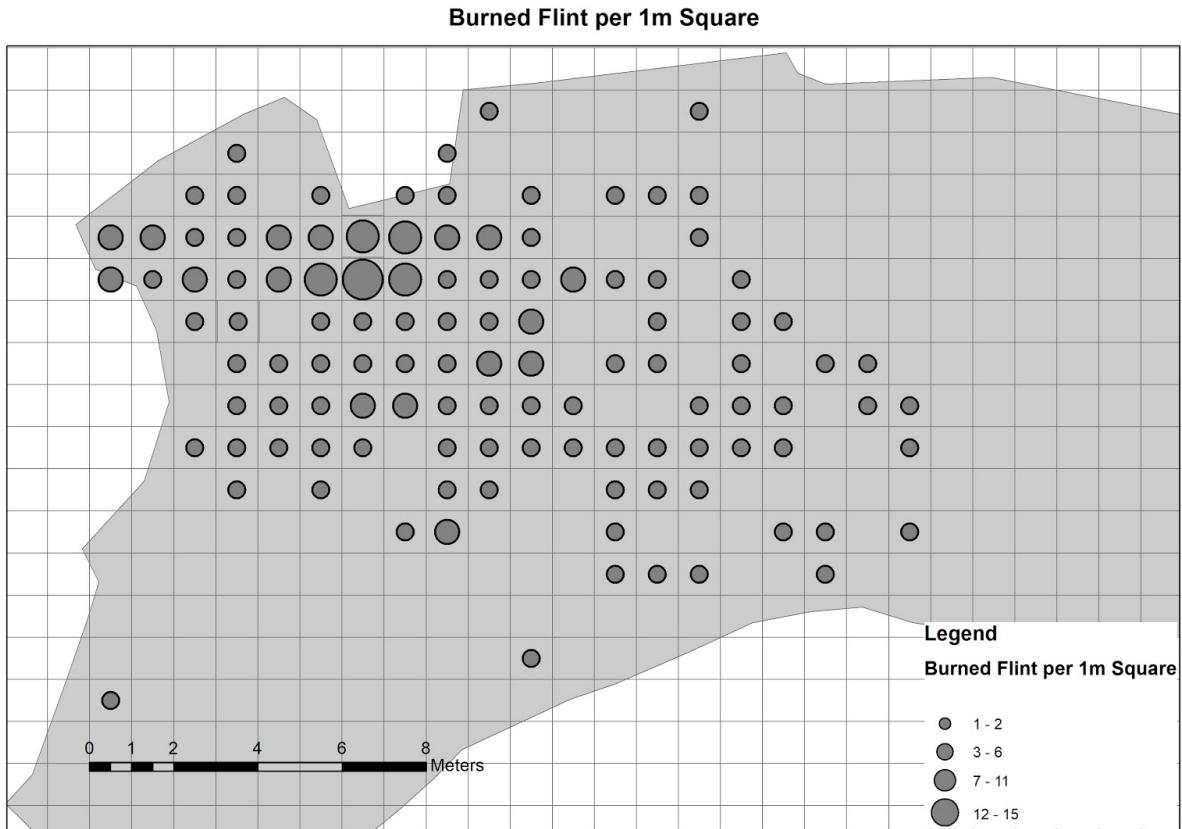 Burned Flint per 1m Square
0 1 2 4 6 8
Meters
Legend
Burned Flint per 1m Square
1 - 2
3 - 6
7 - 11
12 - 15